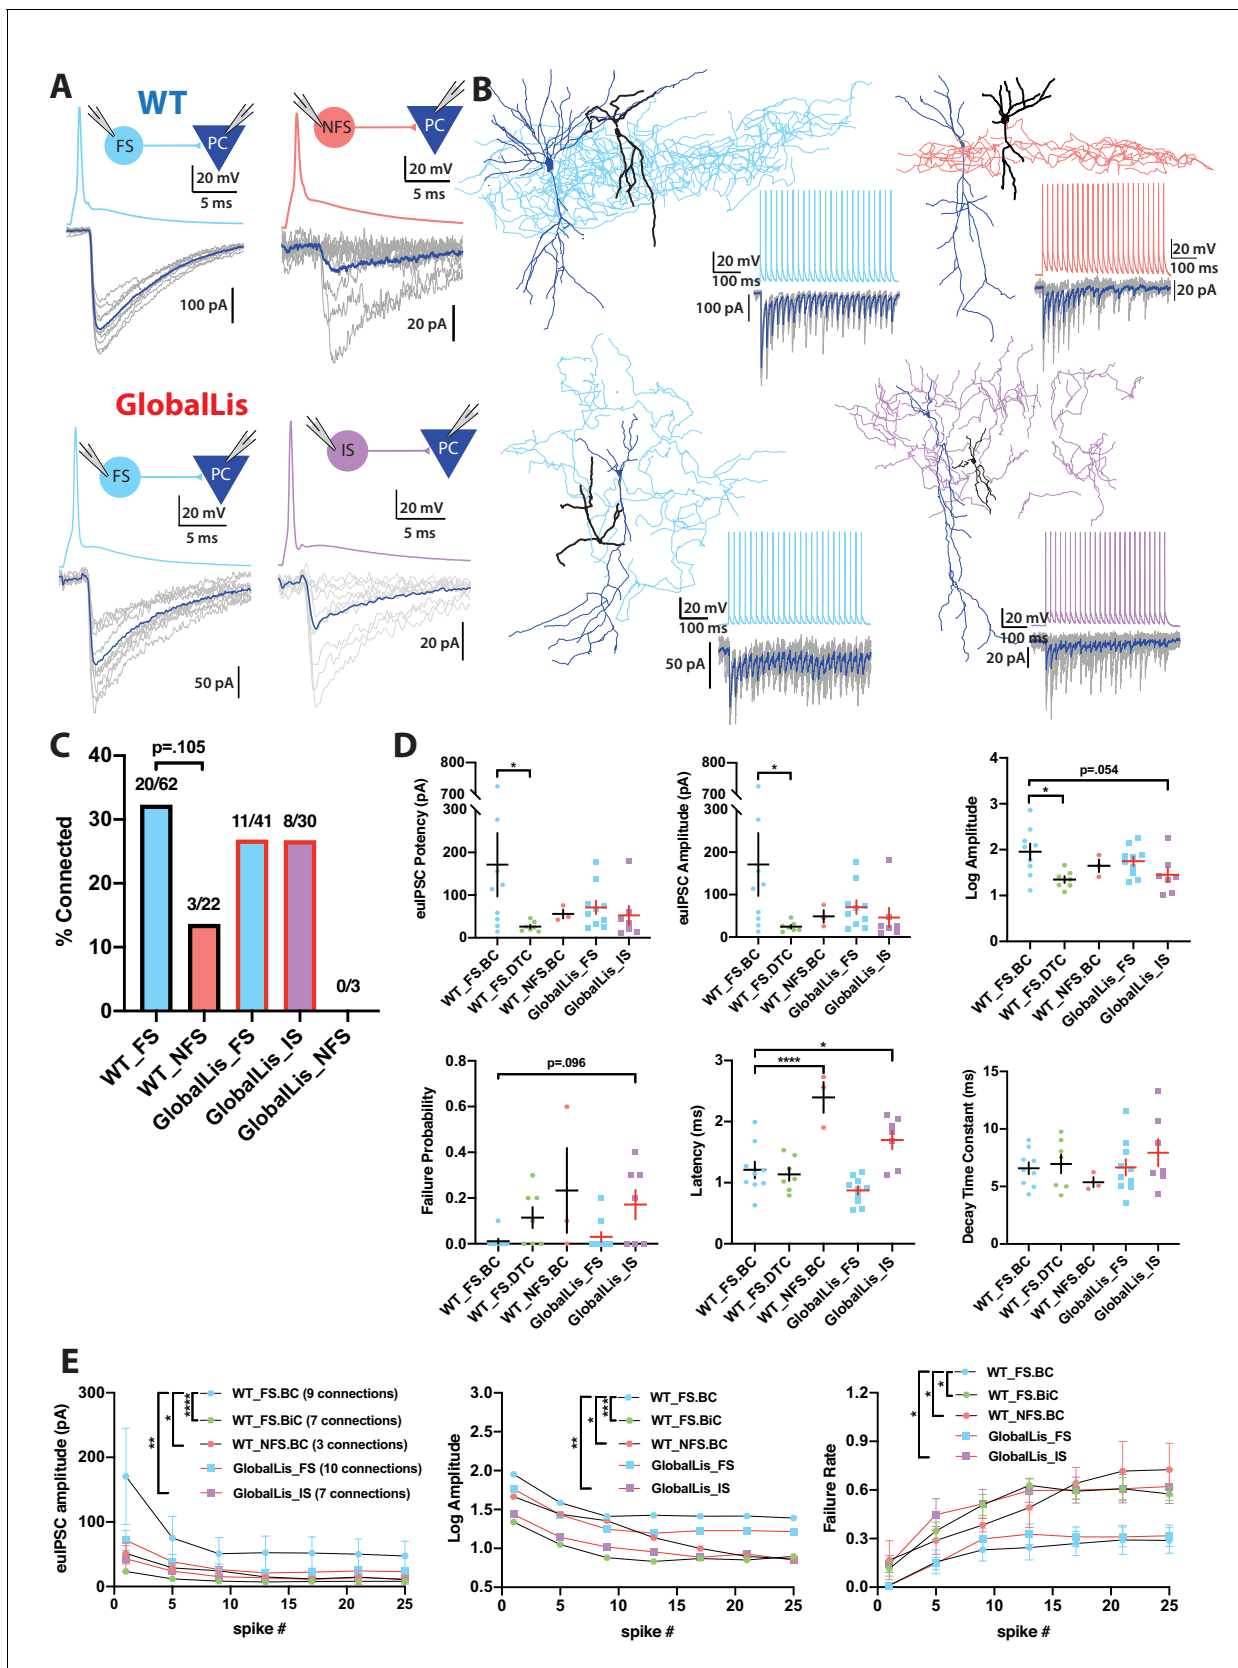 A
WT
FS
PC
20 mV
5 ms
100 pA
NFS
PC
20 mV
5 ms
20 pA
B
20 mV
100 ms
100 pA
20 mV
100 ms
20 pA
GlobalLis
FS
PC
20 mV
5 ms
50 pA
IS
PC
20 mV
5 ms
20 pA
20 mV
100 ms
50 pA
20 mV
100 ms
20 pA
C
p=.105
% Connected
40
30
20
10
0
20/62
3/22
11/41
8/30
0/3
WT_FS
WT_NFS
GlobalLis_FS
GlobalLis_IS
GlobalLis_NFS
D
euIPSC Potency (pA)
800
700
300
200
100
0
*
WT_FS.BC
WT_FS.DTC
WT_NFS.BC
GlobalLis_FS
GlobalLis_IS
euIPSC Amplitude (pA)
800
700
300
200
100
0
*
WT_FS.BC
WT_FS.DTC
WT_NFS.BC
GlobalLis_FS
GlobalLis_IS
Log Amplitude
4
3
2
1
0
p=.054
*
WT_FS.BC
WT_FS.DTC
WT_NFS.BC
GlobalLis_FS
GlobalLis_IS
Failure Probability
0.8
0.6
0.4
0.2
0.0
p=.096
WT_FS.BC
WT_FS.DTC
WT_NFS.BC
GlobalLis_FS
GlobalLis_IS
Latency (ms)
3
2
1
0
*
****
WT_FS.BC
WT_FS.DTC
WT_NFS.BC
GlobalLis_FS
GlobalLis_IS
Decay Time Constant (ms)
15
10
5
0
WT_FS.BC
WT_FS.DTC
WT_NFS.BC
GlobalLis_FS
GlobalLis_IS
E
euIPSC amplitude (pA)
300
200
100
0
0 5 10 15 20 25
spike #
** * ****
WT_FS.BC (9 connections)
WT_FS.BiC (7 connections)
WT_NFS.BC (3 connections)
GlobalLis_FS (10 connections)
GlobalLis_IS (7 connections)
Log Amplitude
3.0
2.5
2.0
1.5
1.0
0.5
0 5 10 15 20 25
spike #
** * ***
WT_FS.BC
WT_FS.BiC
WT_NFS.BC
GlobalLis_FS
GlobalLis_IS
Failure Rate
1.2
0.9
0.6
0.3
0.0
0 5 10 15 20 25
spike #
* * *
WT_FS.BC
WT_FS.BiC
WT_NFS.BC
GlobalLis_FS
GlobalLis_IS